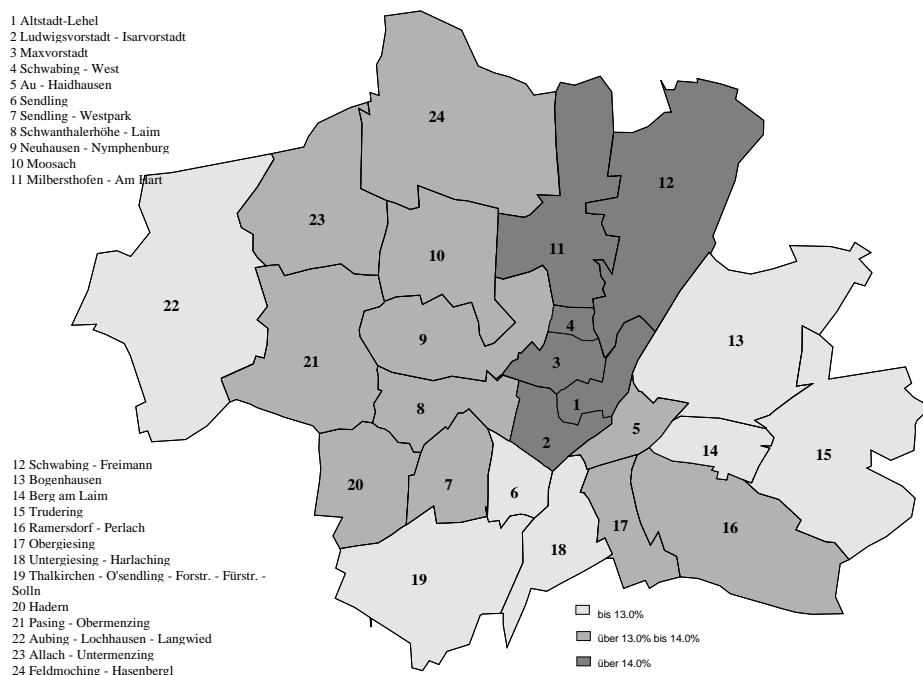 1 Altstadt-Lehel
2 Ludwigsvorstadt - Isarvorstadt
3 Maxvorstadt
4 Schwabing - West
5 Au - Haidhausen
6 Sendling
7 Sendling - Westpark
8 Schwanthalerhöhe - Laim
9 Neuhausen - Nymphenburg
10 Moosach
11 Milbersthofen - Am Hart
24
12
23
11
10
22
4
13
9
3
21
1
8
5
2
14
15
20
7
6
17
16
18
19
12 Schwabing - Freimann
13 Bogenhausen
14 Berg am Laim
15 Trudering
16 Ramersdorf - Perlach
17 Obergiesing
18 Untergiesing - Harlaching
19 Thalkirchen - O'sendling - Forstr. - Fürstr. -
Solln
20 Hadern
21 Pasing - Obermenzing
22 Aubing - Lochhausen - Langwied
23 Allach - Untermenzing
24 Feldmoching - Hasenbergl
bis 13.0%
über 13.0% bis 14.0%
über 14.0%